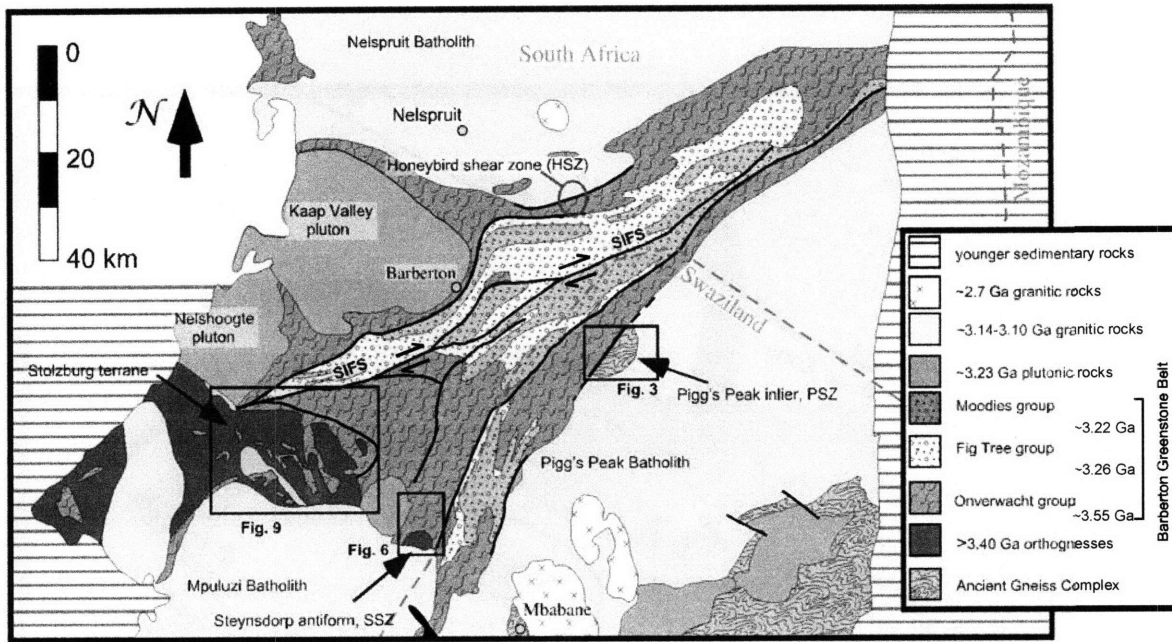 0
20
40 km
N
Nelspruit Batholith
South Africa
Nelspruit
Honeybird shear zone (HSZ)
Kaap Valley
pluton
Barberton
SIFS
Nelshoogte
pluton
SIFS
Stolzburg terrane
Swaziland
Mozambique
Fig. 3
Pigg's Peak inlier, PSZ
Pigg's Peak Batholith
Fig. 9
Fig. 6
Mpuluzi Batholith
Steynsdorp antiform, SSZ
Mbabane
younger sedimentary rocks
~2.7 Ga granitic rocks
~3.14-3.10 Ga granitic rocks
~3.23 Ga plutonic rocks
Moodies group
~3.22 Ga
Fig Tree group
~3.26 Ga
Onverwacht group
~3.55 Ga
>3.40 Ga orthognesses
Ancient Gneiss Complex
Barberton Greenstone Belt